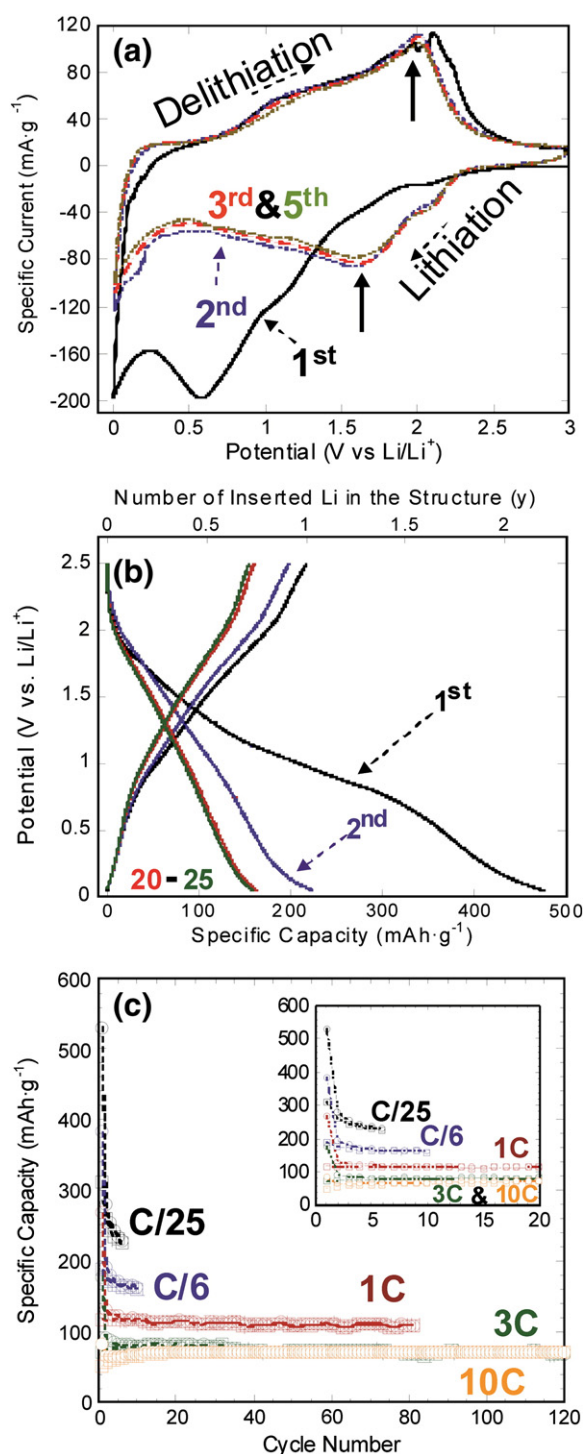 (a)
120
80
40
0
-40
-80
-120
-160
-200
Specific Current (mA·g⁻¹)
Delithiation
Lithiation
3rd & 5th
2nd
1st
0 0.5 1 1.5 2 2.5 3
Potential (V vs Li/Li⁺)
Number of Inserted Li in the Structure (y)
0 0.5 1 1.5 2
(b)
2.5
2
1.5
1
0.5
0
Potential (V vs. Li/Li⁺)
1st
2nd
20-25
0 100 200 300 400 500
Specific Capacity (mAh·g⁻¹)
(c)
600
500
400
300
200
100
0
Specific Capacity (mAh·g⁻¹)
C/25
C/6
1C
3C
10C
0 20 40 60 80 100 120
Cycle Number
600
500
400
300
200
100
0
C/25
C/6
1C
3C & 10C
0 5 10 15 20